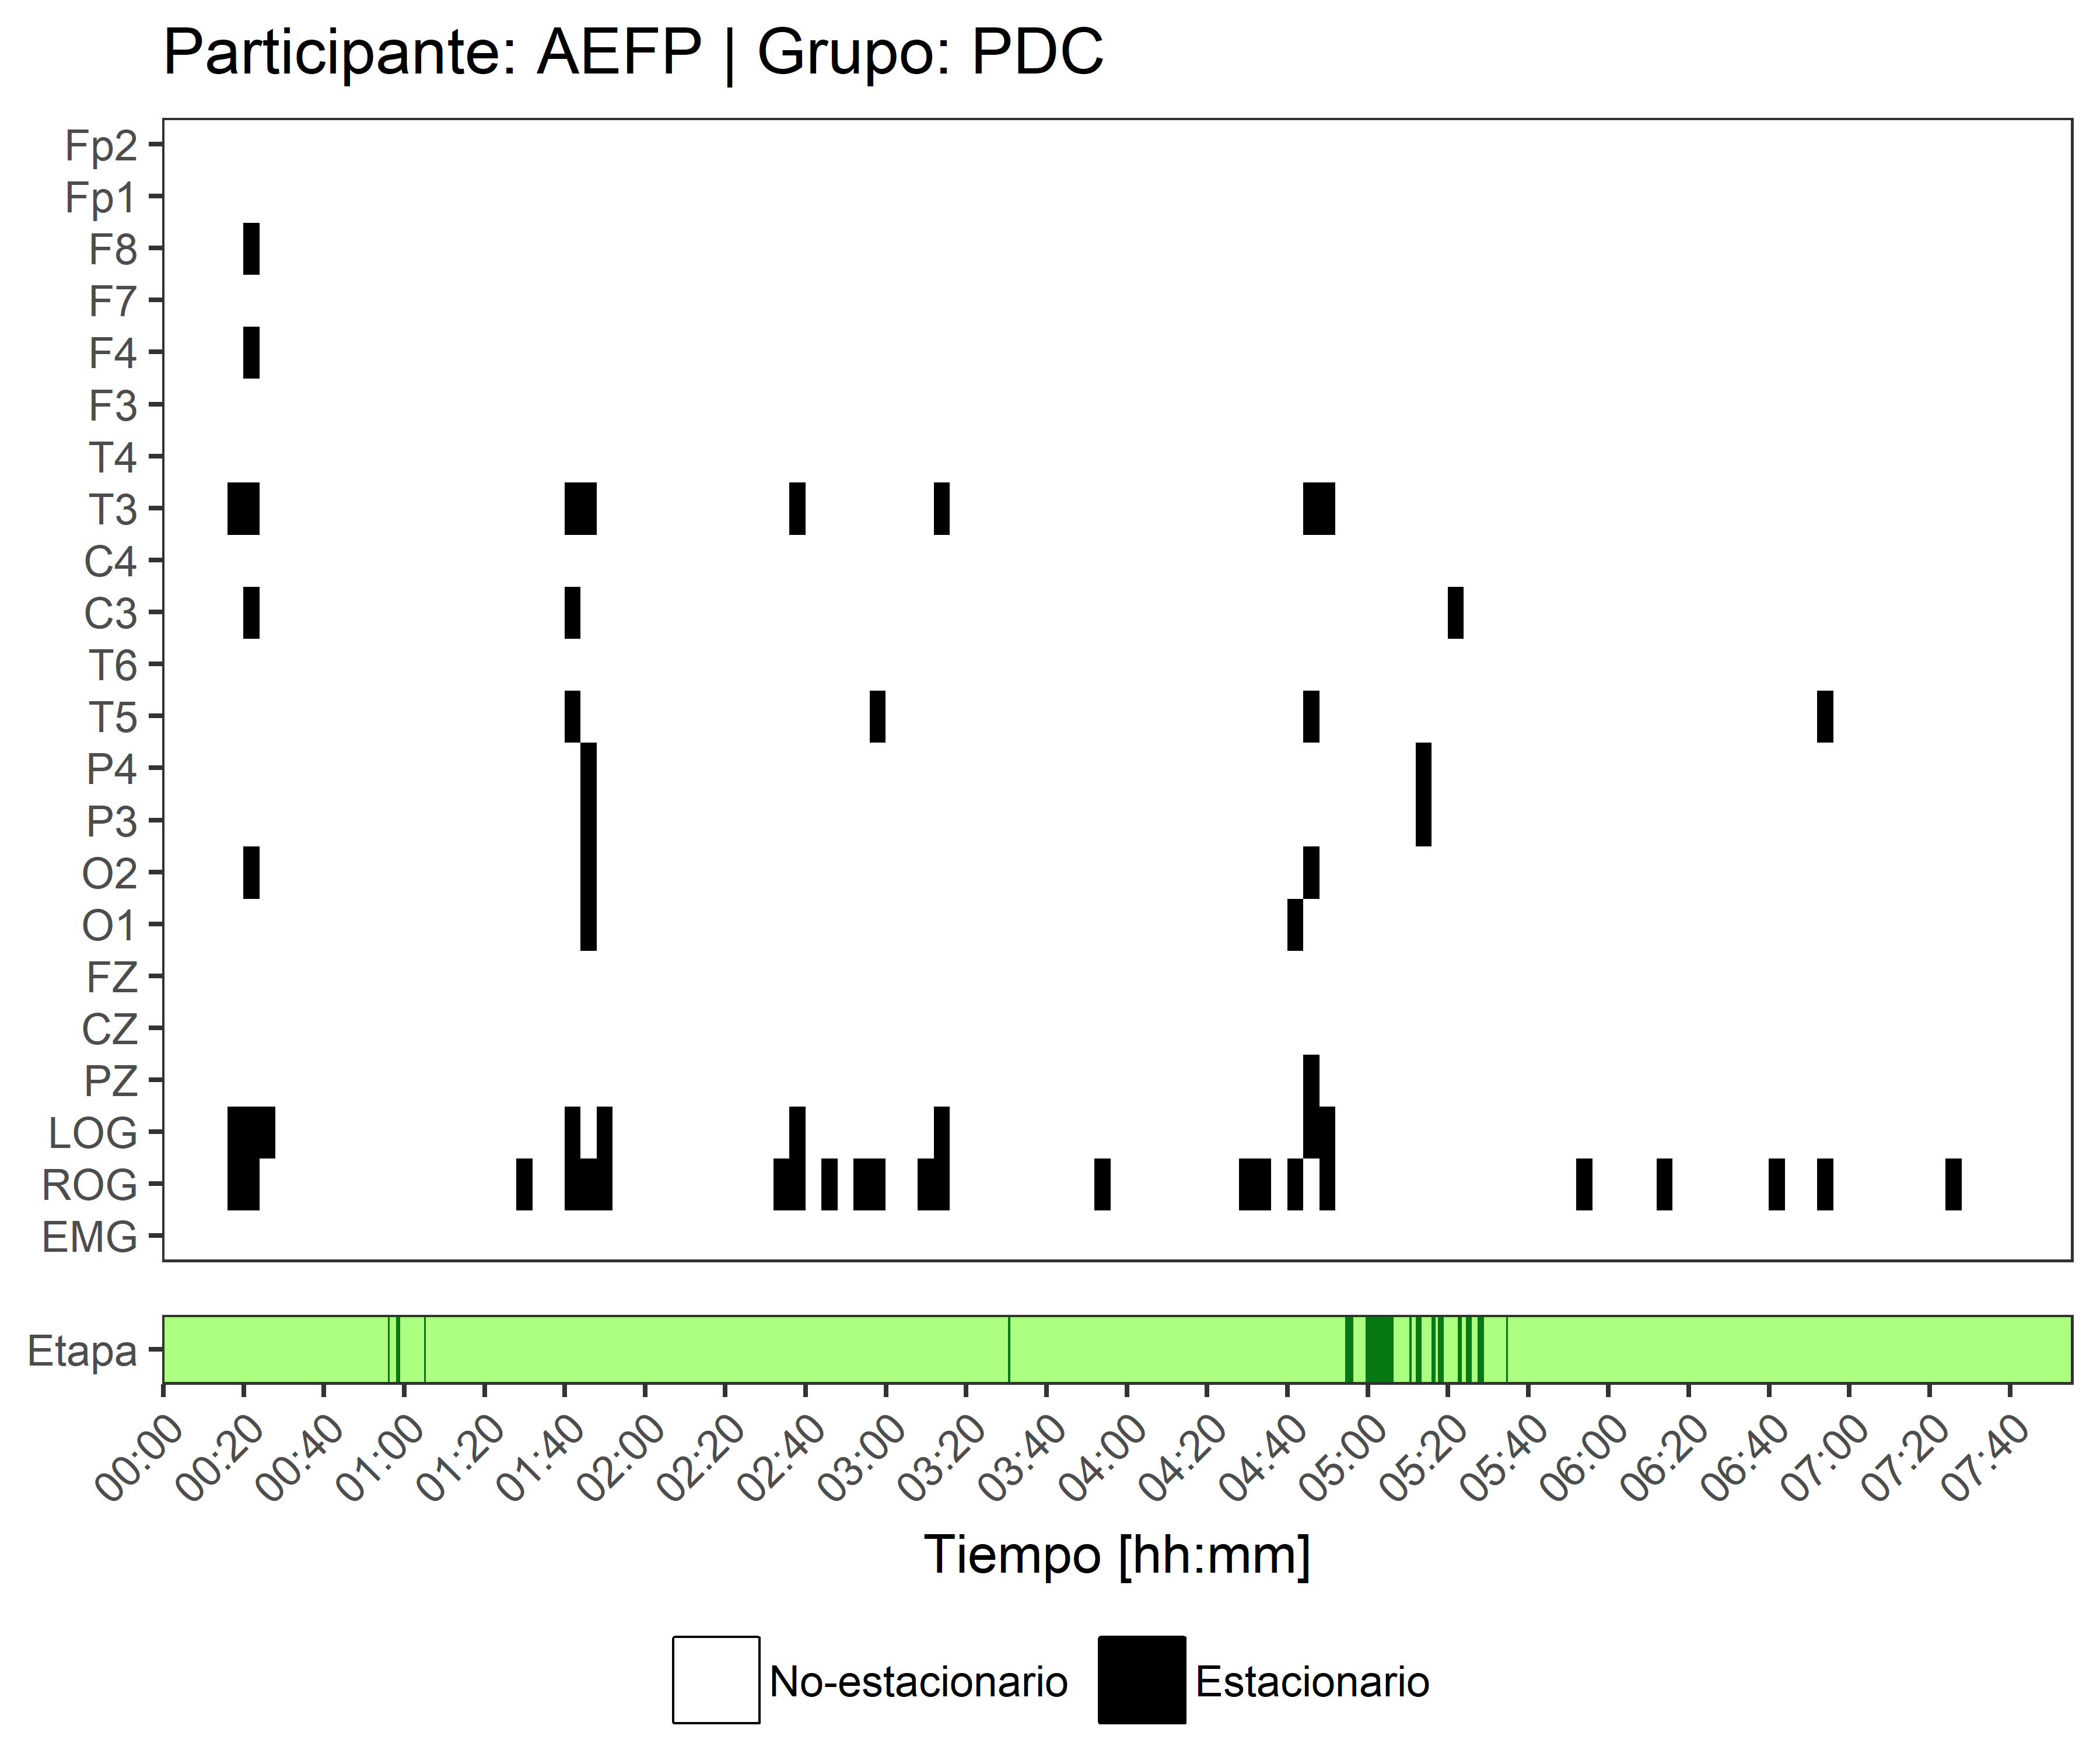 Participante: AEFP | Grupo: PDC
Fp2
Fp1
F8
F7
F4
F3
T4
T3
C4
C3
T6
T5
P4
P3
O2
O1
FZ
CZ
PZ
LOG
ROG
EMG
Etapa
00:00
00:20
00:40
01:00
01:20
01:40
02:00
02:20
02:40
03:00
03:20
03:40
04:00
04:20
04:40
05:00
05:20
05:40
06:00
06:20
06:40
07:00
07:20
07:40
Tiempo [hh:mm]
No-estacionario
Estacionario